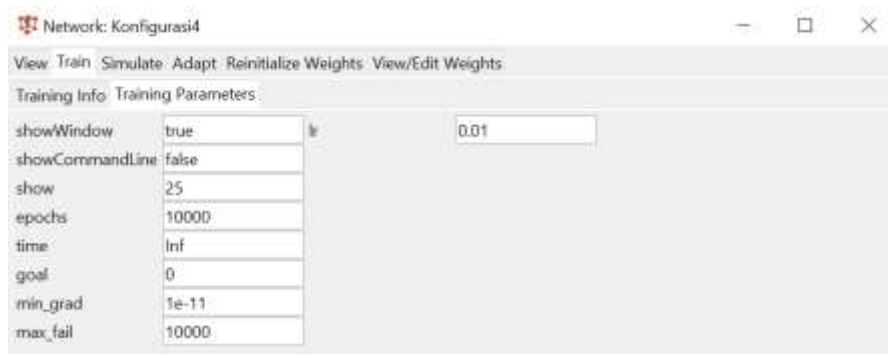 Network: Konfigurasi4
View Train Simulate Adapt Reinitialize Weights View/Edit Weights
Training Info Training Parameters
showWindow true lr 0.01
showCommandLine false
show 25
epochs 10000
time Inf
goal 0
min_grad 1e-11
max_fail 10000